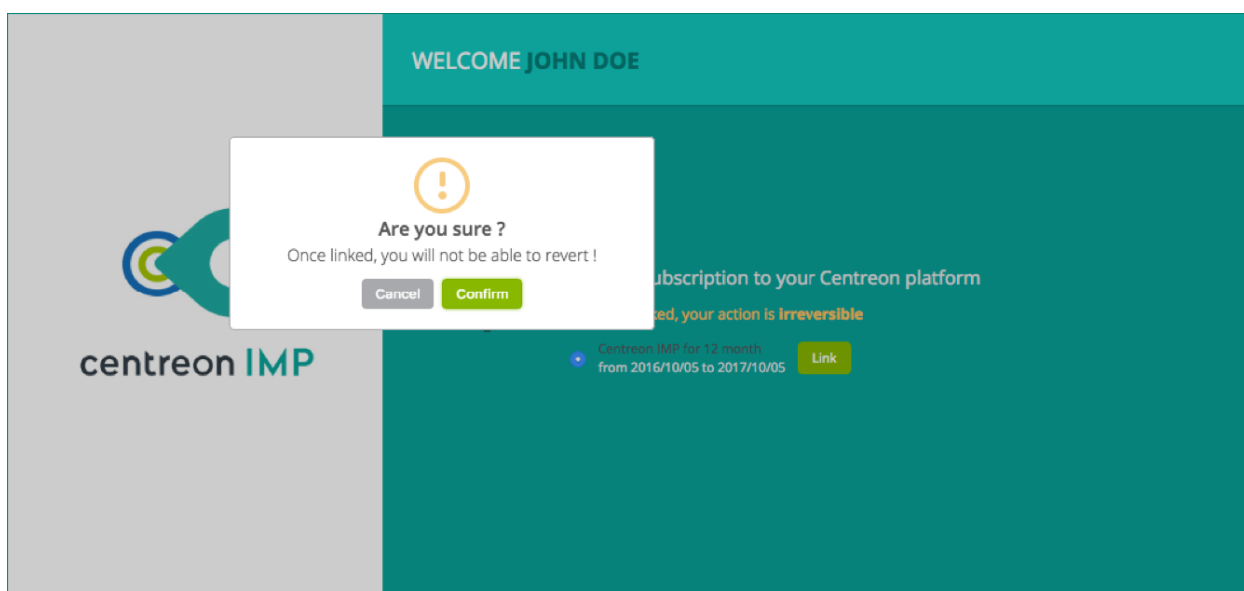 WELCOME JOHN DOE
Are you sure ?
Once linked, you will not be able to revert !
Cancel Confirm
subscription to your Centreon platform
, your action is irreversible
Centreon IMP for 12 month
from 2016/10/05 to 2017/10/05
Link
centreon IMP